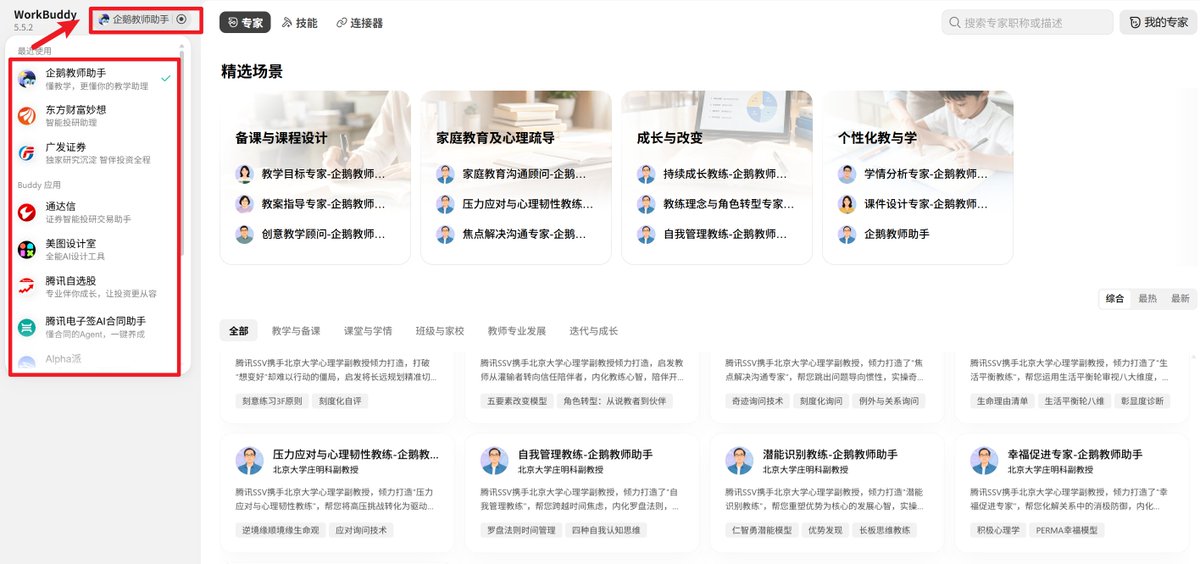 WorkBuddy
5.5.2
企鹅教师助手
最近使用
企鹅教师助手
懂教学，更懂你的教学助理
东方财富妙想
智能投研助理
广发证券
独家研究沉淀 智伴投资全程
Buddy 应用
通达信
证券智能投研交易助手
美图设计室
全能AI设计工具
腾讯自选股
专业伴你成长，让投资更从容
腾讯电子签AI合同助手
懂合同的Agent，一键养成
Alpha派
专家
技能
连接器
搜索专家职称或描述
我的专家
精选场景
备课与课程设计
教学目标专家-企鹅教师...
教案指导专家-企鹅教师...
创意教学顾问-企鹅教师...
家庭教育及心理疏导
家庭教育沟通顾问-企鹅...
压力应对与心理韧性教练...
焦点解决沟通专家-企鹅...
成长与改变
持续成长教练-企鹅教师...
教练理念与角色转型专家...
自我管理教练-企鹅教师...
个性化教与学
学情分析专家-企鹅教师...
课件设计专家-企鹅教师...
企鹅教师助手
综合
最热
最新
全部
教学与备课
课堂与学情
班级与家校
教师专业发展
迭代与成长
腾讯SSV携手北京大学心理学副教授倾力打造，打破
“想变好”却难以行动的僵局，启发将长远规划精准切...
刻意练习3F原则
刻度化自评
腾讯SSV携手北京大学心理学副教授倾力打造，启发教
师从灌输者转向信任陪伴者，内化教练心智，陪伴开...
五要素改变模型
角色转型：从说教者到伙伴
腾讯SSV携手北京大学心理学副教授，倾力打造了“焦
点解决沟通专家”，帮您跳出问题导向惯性，实操奇...
奇迹询问技术
刻度化询问
例外与关系询问
腾讯SSV携手北京大学心理学副教授，倾力打造了“生
活平衡教练”，帮您运用生活平衡轮审视八大维度，...
生命理由清单
生活平衡轮八维
彰显度诊断
压力应对与心理韧性教练-企鹅教...
北京大学庄明科副教授
腾讯SSV携手北京大学心理学副教授，倾力打造“压力
应对与心理韧性教练”，帮您将高压挑战转化为驱动...
逆境缘顺境缘生命观
应对询问技术
自我管理教练-企鹅教师助手
北京大学庄明科副教授
腾讯SSV携手北京大学心理学副教授，倾力打造了“自
我管理教练”，帮您跨越时间焦虑，内化罗盘法则，...
罗盘法则时间管理
四种自我认知思维
潜能识别教练-企鹅教师助手
北京大学庄明科副教授
腾讯SSV携手北京大学心理学副教授，倾力打造“潜能
识别教练”，帮您重塑优势为核心的发展心智，实操...
仁智勇潜能模型
优势发现
长板思维教练
幸福促进专家-企鹅教师助手
北京大学庄明科副教授
腾讯SSV携手北京大学心理学副教授，倾力打造了“幸
福促进专家”，帮您化解关系中的消极防御，内化...
积极心理学
PERMA幸福模型